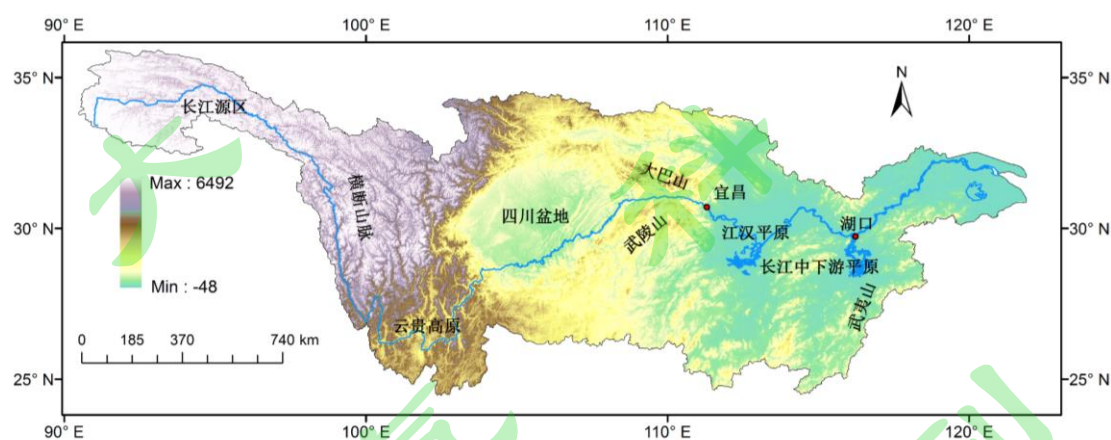 90° E
100° E
110° E
120° E
35° N
35° N
N
长江源区
Max : 6492
横断山脉
大巴山
宜昌
四川盆地
30° N
30° N
武陵山
江汉平原
湖口
长江中下游平原
Min : -48
武夷山
云贵高原
0 185 370 740 km
25° N
25° N
90° E
100° E
110° E
120° E